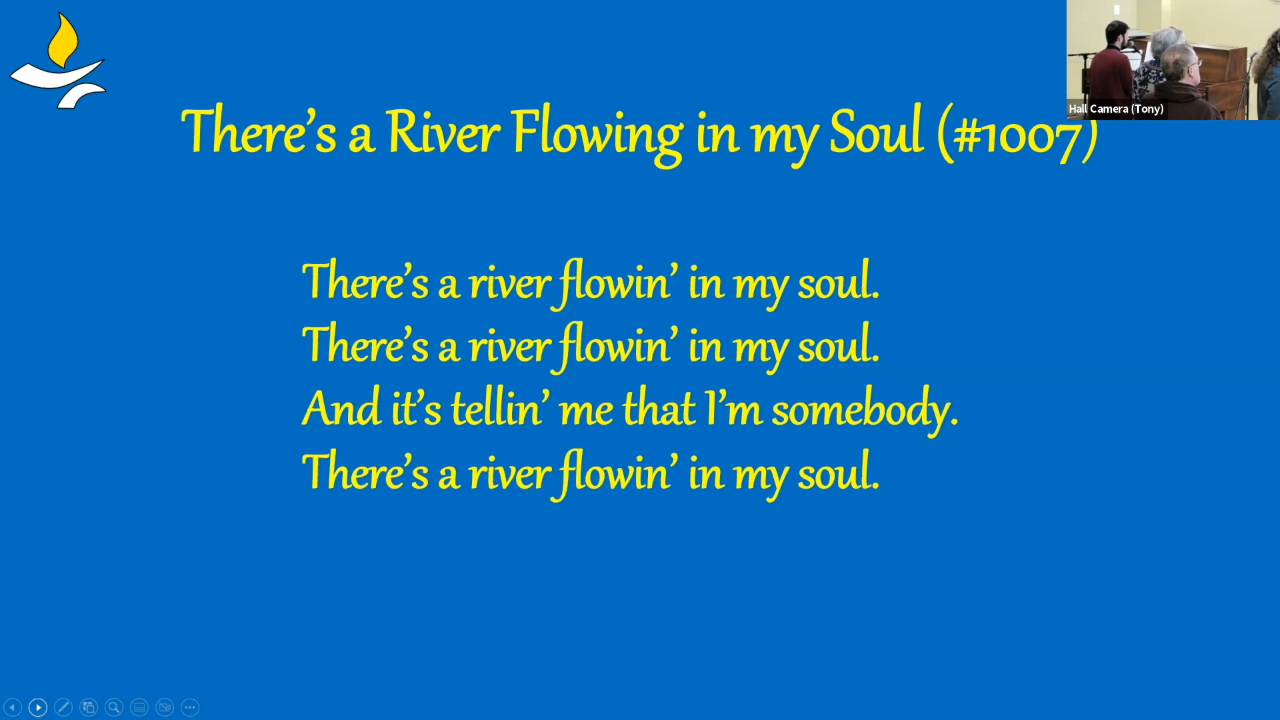 There's a River Flowing in my Soul (#1007)
Hall Camera (Tony)
There's a river flowin' in my soul.
There's a river flowin' in my soul.
And it's tellin' me that I'm somebody.
There's a river flowin' in my soul.